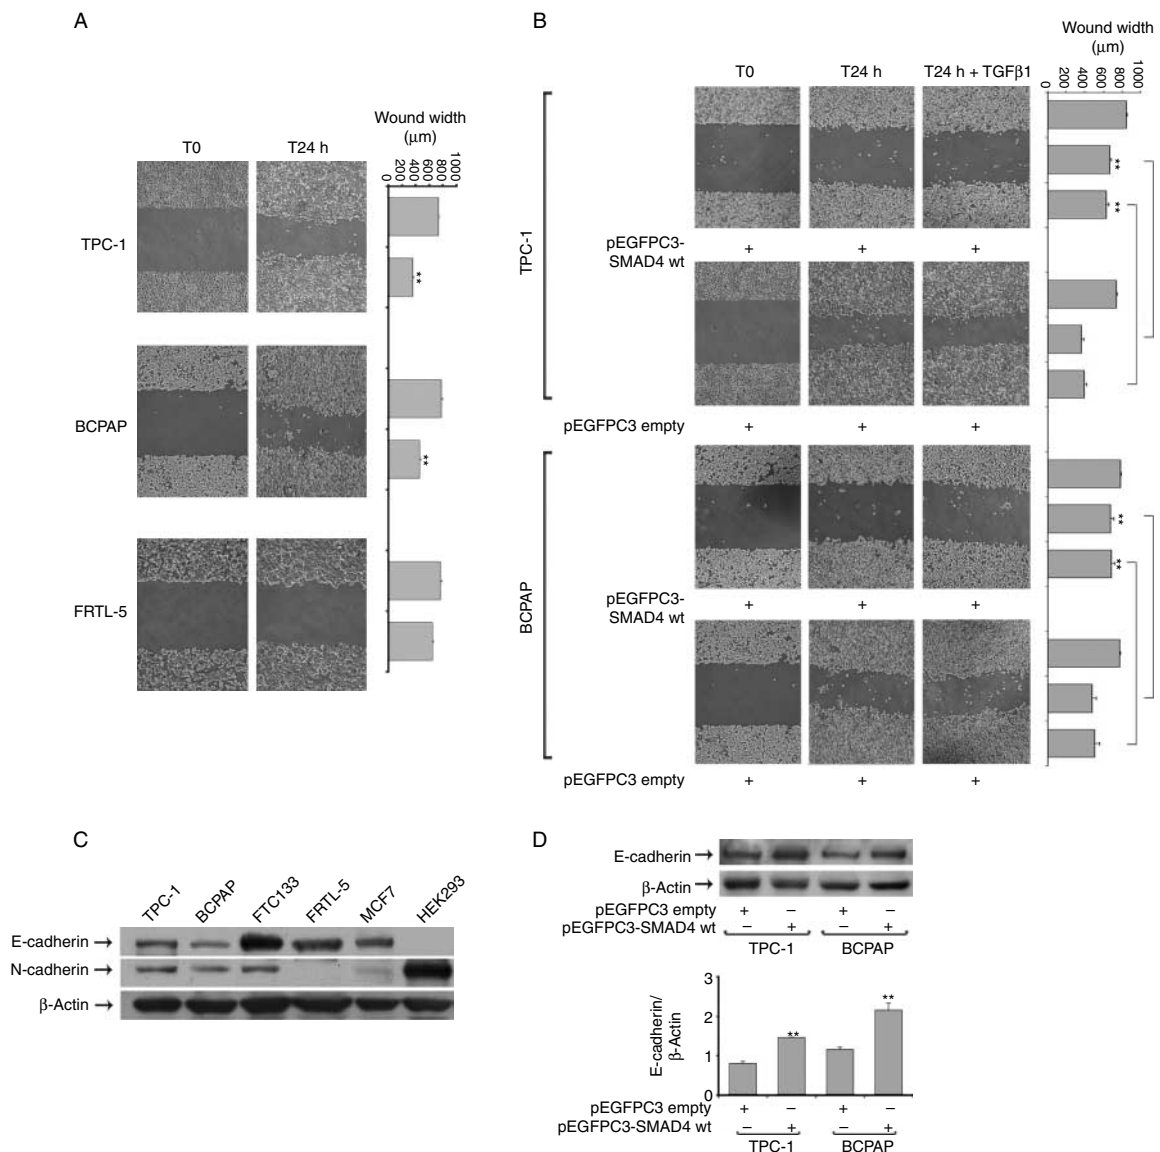 A
T0
T24 h
Wound width
(μm)
0
200
400
600
800
1000
TPC-1
**
BCPAP
**
FRTL-5
B
T0
T24 h
T24 h + TGFβ1
Wound width
(μm)
0
200
400
600
800
1000
TPC-1
**
**
pEGFPC3-
SMAD4 wt
+ + +
pEGFPC3 empty + + +
BCPAP
**
**
pEGFPC3-
SMAD4 wt
+ + +
pEGFPC3 empty + + +
C
TPC-1
BCPAP
FTC133
FRTL-5
MCF7
HEK293
E-cadherin →
N-cadherin →
β-Actin →
D
E-cadherin →
β-Actin →
pEGFPC3 empty + – + –
pEGFPC3-SMAD4 wt – + – +
TPC-1 BCPAP
E-cadherin/
β-Actin
3
2
1
0
**
**
pEGFPC3 empty + – + –
pEGFPC3-SMAD4 wt – + – +
TPC-1 BCPAP